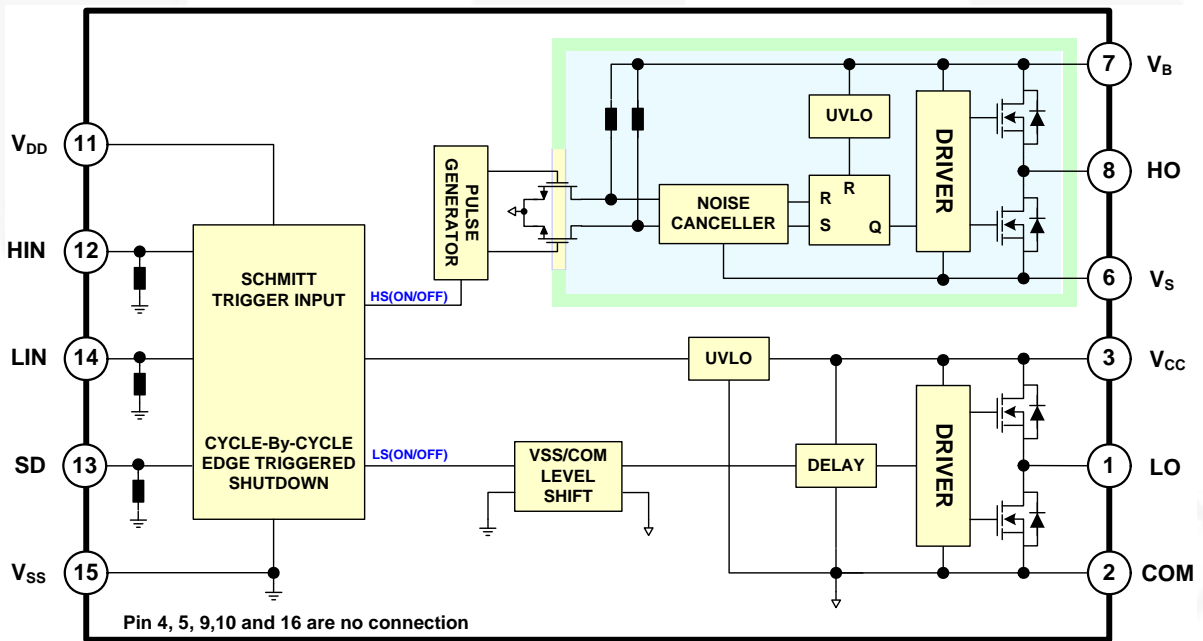 VDD
11
HIN
12
LIN
14
SD
13
VSS
15
SCHMITT
TRIGGER INPUT
CYCLE-By-CYCLE
EDGE TRIGGERED
SHUTDOWN
HS(ON/OFF)
LS(ON/OFF)
PULSE
GENERATOR
NOISE
CANCELLER
UVLO
R
R
S
Q
DRIVER
7
VB
8
HO
6
VS
UVLO
VSS/COM
LEVEL
SHIFT
DELAY
DRIVER
3
VCC
1
LO
2
COM
Pin 4, 5, 9,10 and 16 are no connection